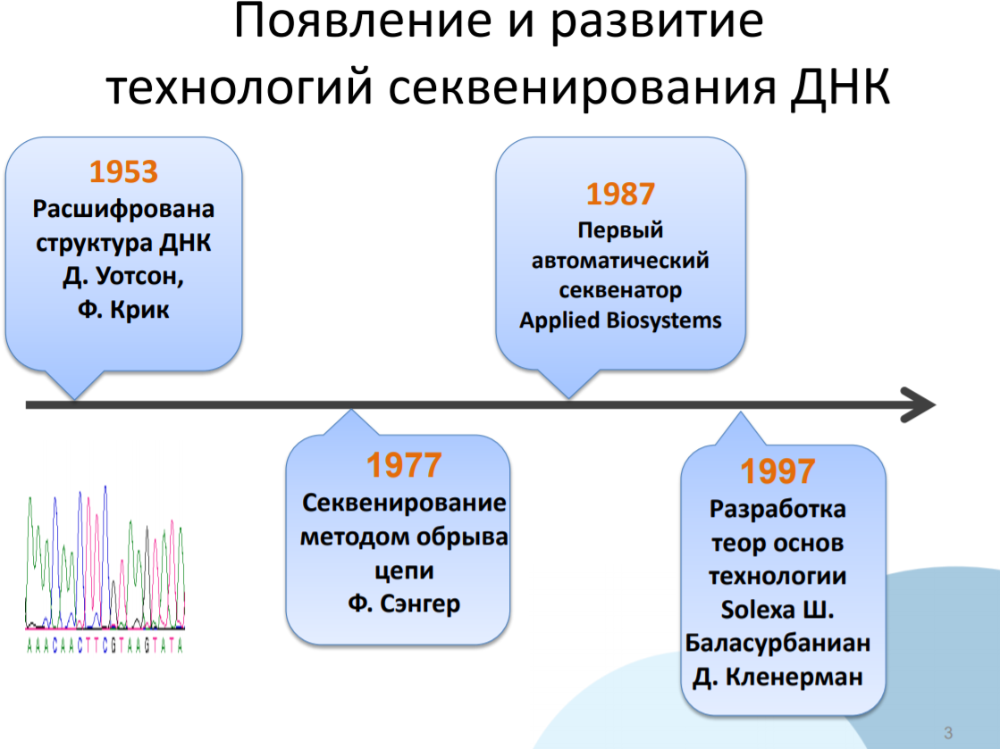 Появление и развитие
технологий секвенирования ДНК
1953
Расшифрована
структура ДНК
Д. Уотсон,
Ф. Крик
1987
Первый
автоматический
секвенатор
Applied Biosystems
1977
Секвенирование
методом обрыва
цепи
Ф. Сэнгер
1997
Разработка
теор основ
технологии
Solexa Ш.
Баласурбаниан
Д. Кленерман
AAACAACTTCGTAAGTATA
3